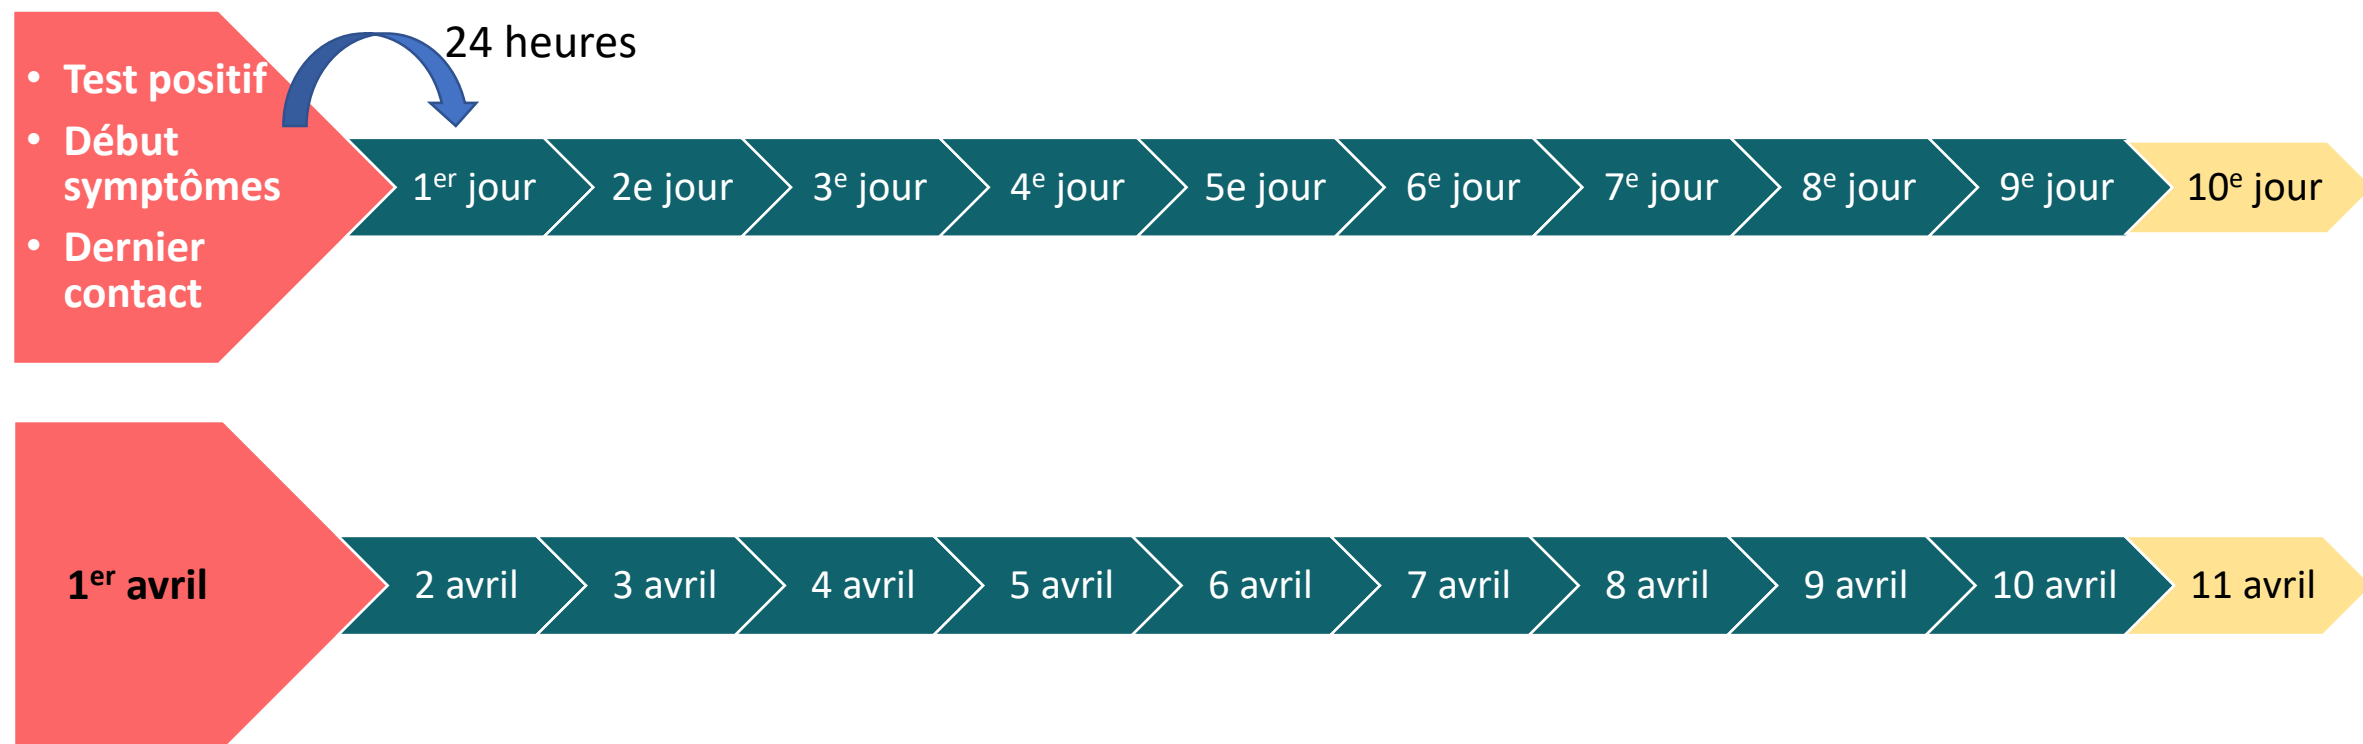 24 heures
• Test positif
• Début
symptômes
• Dernier
contact
1er jour
2e jour
3e jour
4e jour
5e jour
6e jour
7e jour
8e jour
9e jour
10e jour
1er avril
2 avril
3 avril
4 avril
5 avril
6 avril
7 avril
8 avril
9 avril
10 avril
11 avril